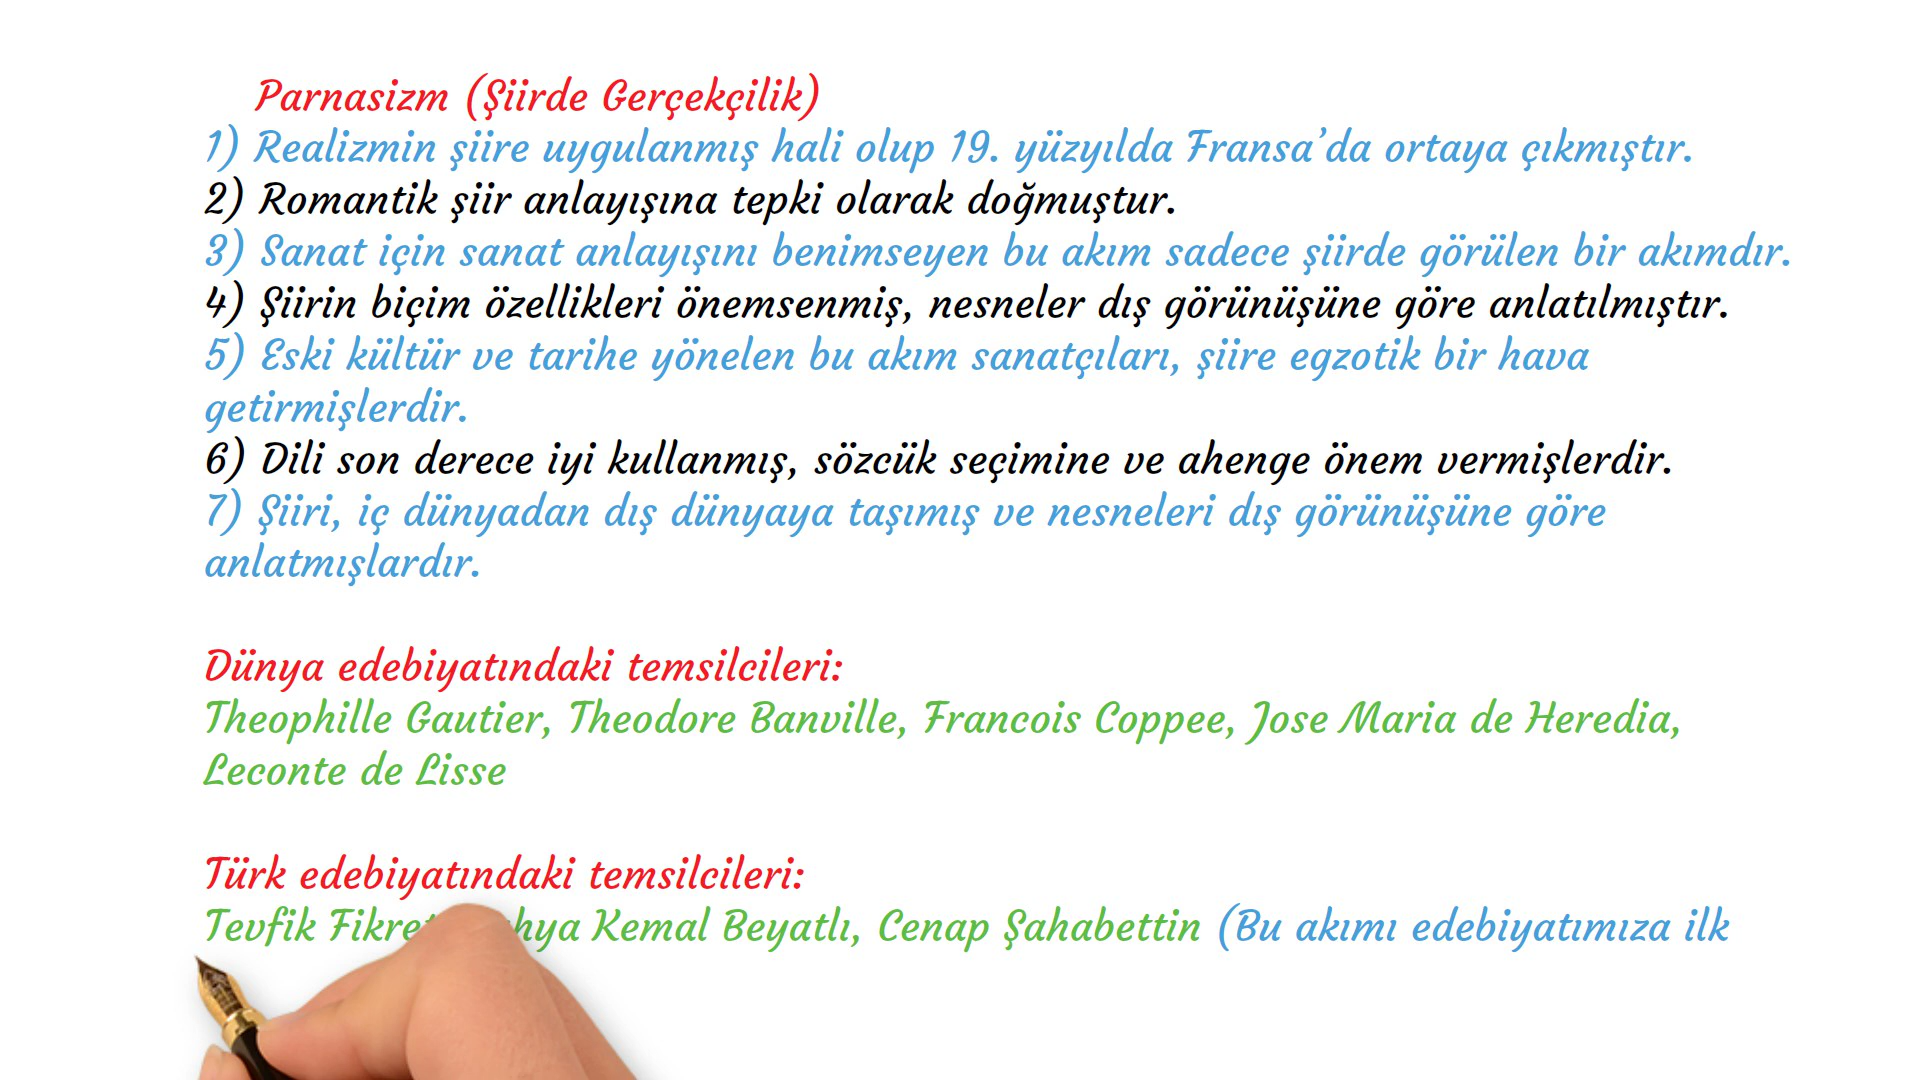 Parnasizm (Şiirde Gerçekçilik)
1) Realizmin şiire uygulanmış hali olup 19. yüzyılda Fransa’da ortaya çıkmıştır.
2) Romantik şiir anlayışına tepki olarak doğmuştur.
3) Sanat için sanat anlayışını benimseyen bu akım sadece şiirde görülen bir akımdır.
4) Şiirin biçim özellikleri önemsenmiş, nesneler dış görünüşüne göre anlatılmıştır.
5) Eski kültür ve tarihe yönelen bu akım sanatçıları, şiire egzotik bir hava
getirmişlerdir.
6) Dili son derece iyi kullanmış, sözcük seçimine ve ahenge önem vermişlerdir.
7) Şiiri, iç dünyadan dış dünyaya taşımış ve nesneleri dış görünüşüne göre
anlatmışlardır.
Dünya edebiyatındaki temsilcileri:
Theophille Gautier, Theodore Banville, Francois Coppee, Jose Maria de Heredia,
Leconte de Lisse
Türk edebiyatındaki temsilcileri:
Tevfik Kemal Beyatlı, Cenap Şahabettin (Bu akımı edebiyatımıza ilk